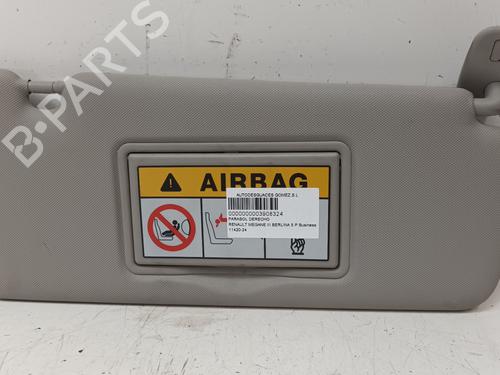 B-PARTS
AIRBAG
AUTODESGUACES GOMEZ,S.L
0000000003908324
PARASOL DERECHO
RENAULT MEGANE III BERLINA 5 P Business
11420-24